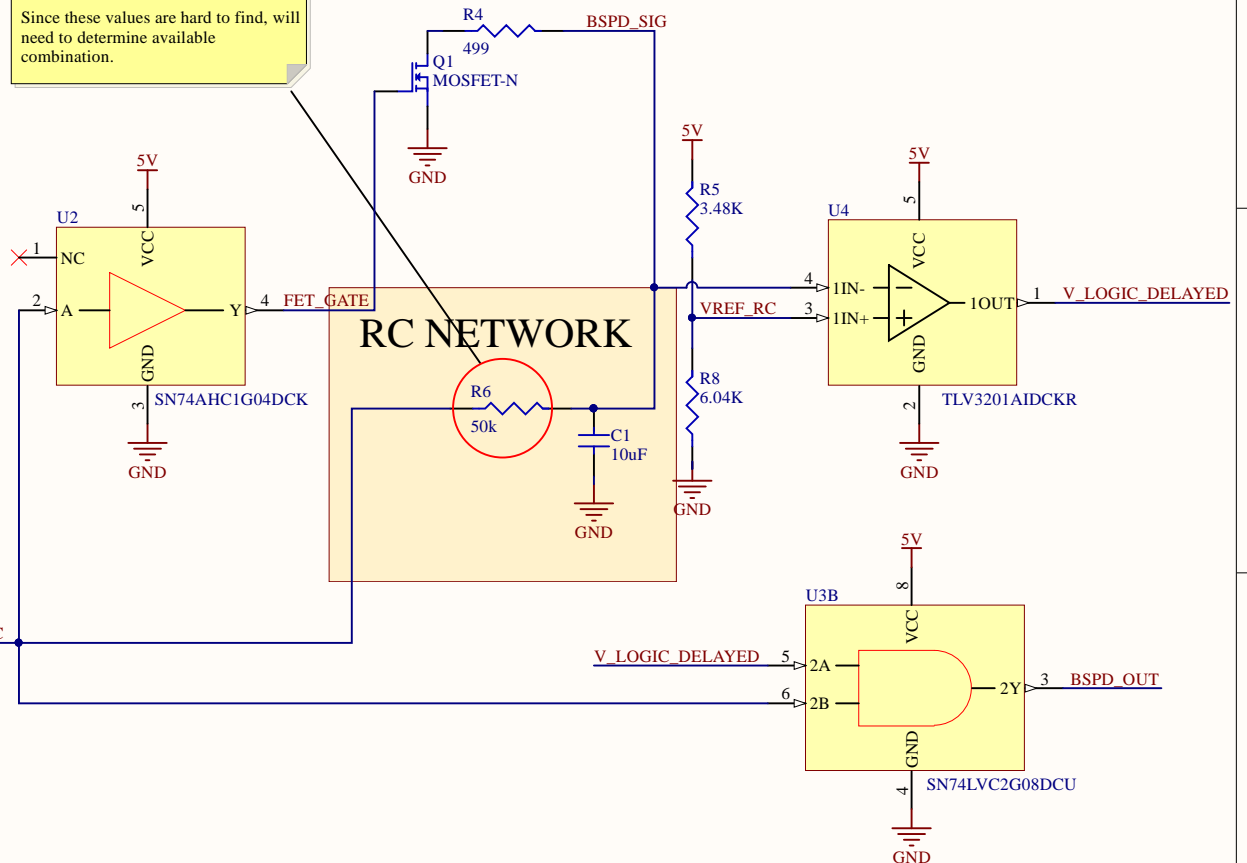 Since these values are hard to find, will
need to determine available
combination.
R4
499
BSPD_SIG
Q1
MOSFET-N
GND
5V
U2
5
VCC
1
NC
2
A
Y
4
FET_GATE
GND
3
SN74AHC1G04DCK
GND
RC NETWORK
R6
50k
C1
10uF
GND
5V
R5
3.48K
VREF_RC
R8
6.04K
GND
5V
U4
5
VCC
4
1IN-
3
1IN+
1OUT
1
V_LOGIC_DELAYED
GND
2
TLV3201AIDCKR
GND
5V
U3B
8
VCC
V_LOGIC_DELAYED
5
2A
6
2B
2Y
3
BSPD_OUT
GND
4
SN74LVC2G08DCU
GND